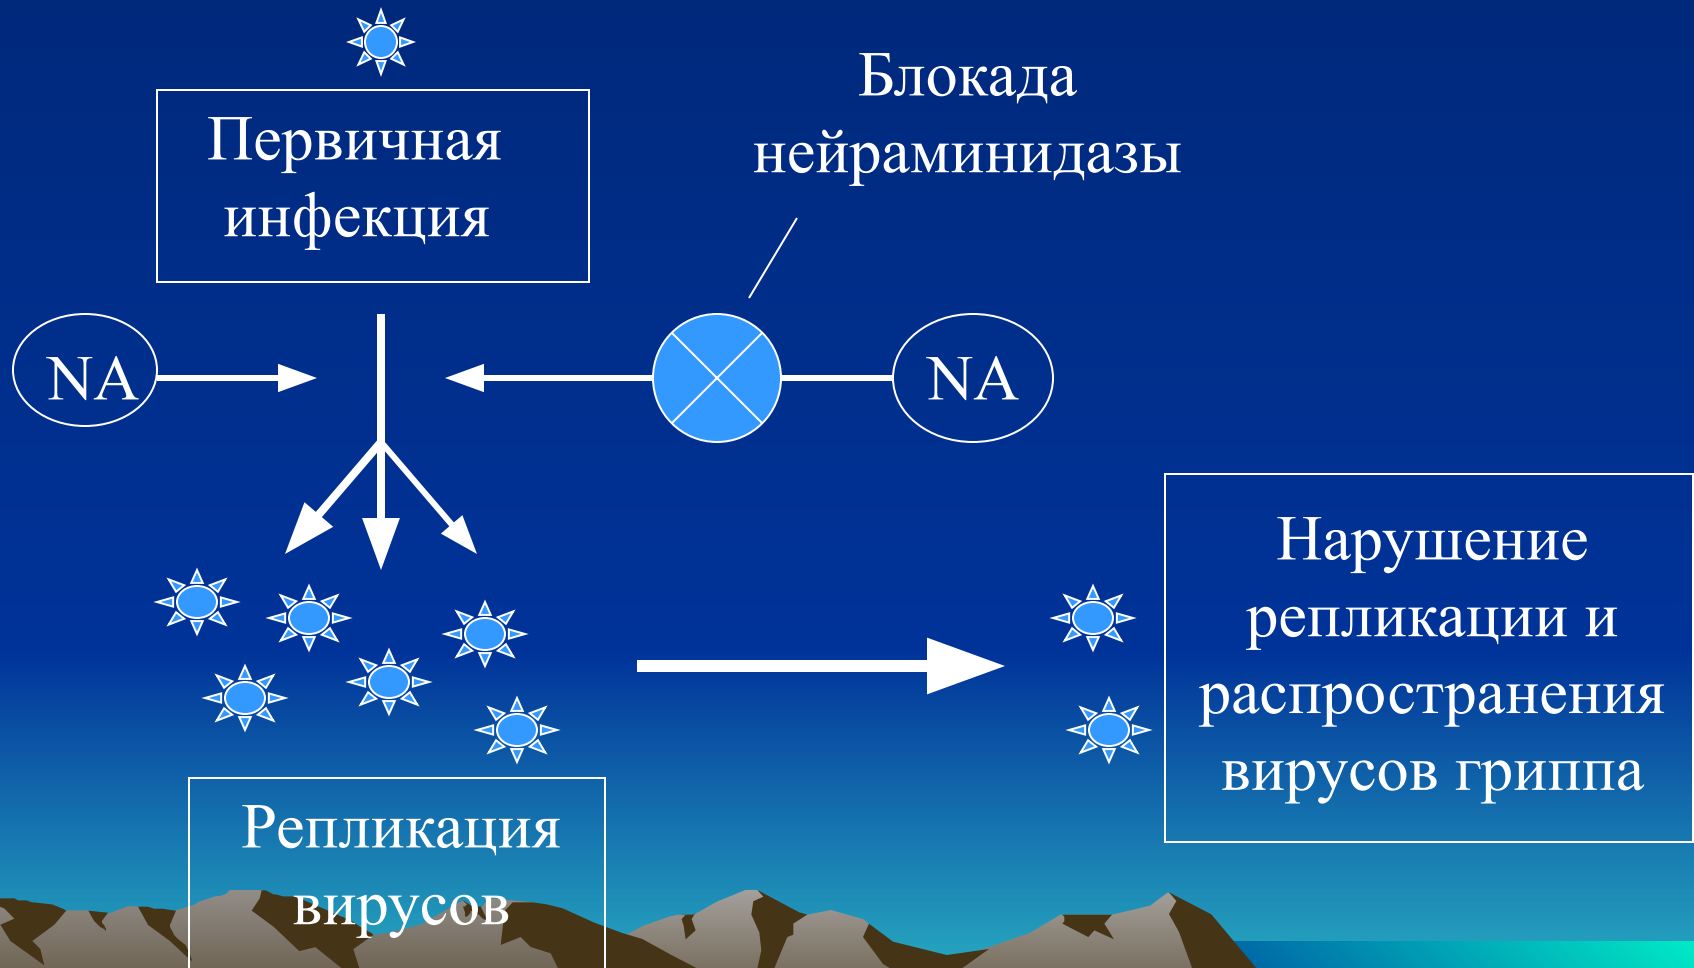 Блокада
нейраминидазы
Первичная
инфекция
NA
NA
Нарушение
репликации и
распространения
вирусов гриппа
Репликация
вирусов